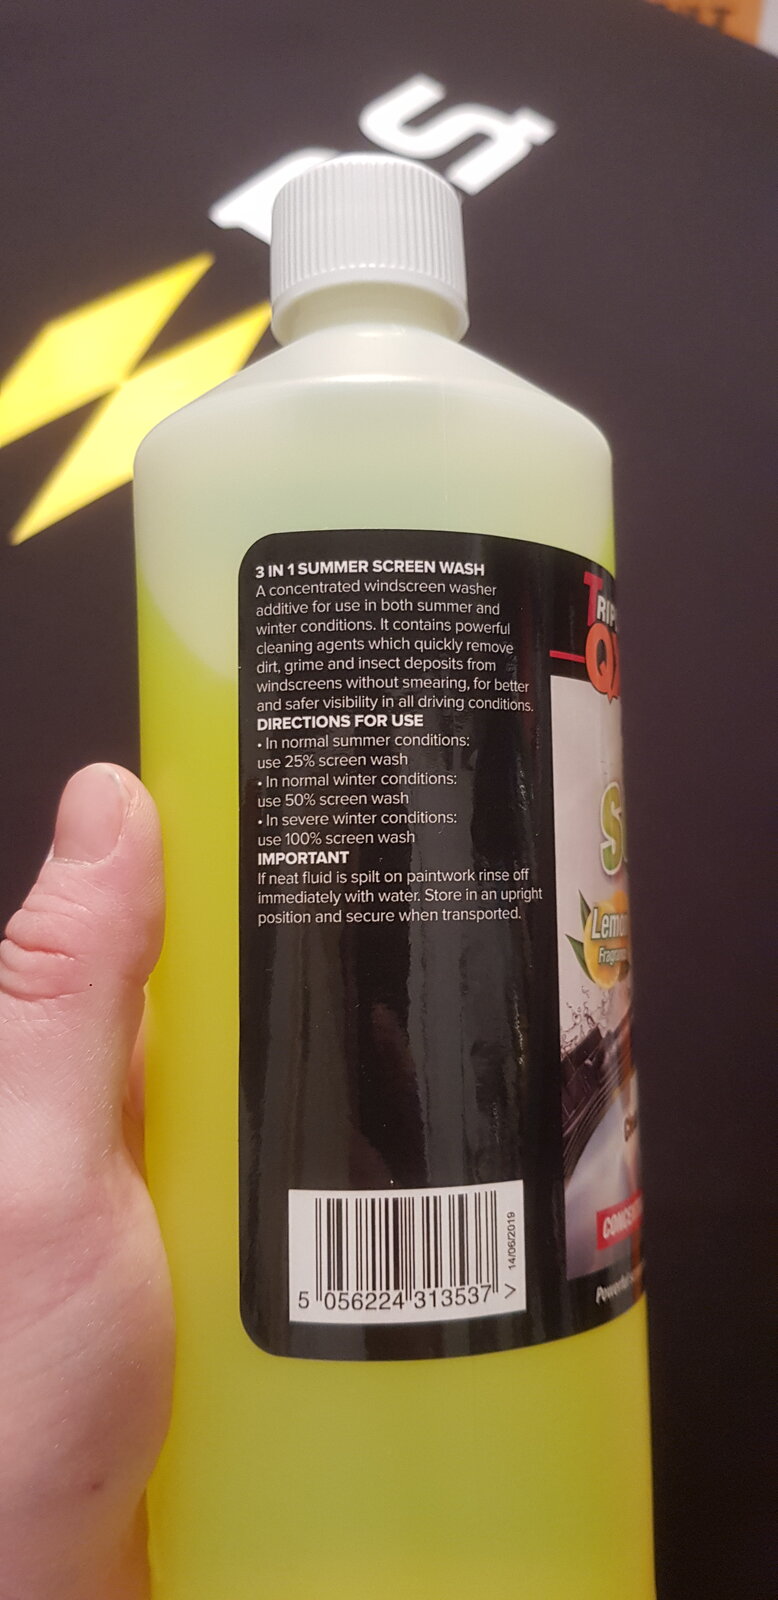 3 IN 1 SUMMER SCREEN WASH
A concentrated windscreen washer
additive for use in both summer and
winter conditions. It contains powerful
cleaning agents which quickly remove
dirt, grime and insect deposits from
windscreens without smearing, for better
and safer visibility in all driving conditions.
DIRECTIONS FOR USE
• In normal summer conditions:
use 25% screen wash
• In normal winter conditions:
use 50% screen wash
• In severe winter conditions:
use 100% screen wash
IMPORTANT
If neat fluid is spilt on paintwork rinse off
immediately with water. Store in an upright
position and secure when transported.
14/06/2019
5 056224 313537 >
Lemon